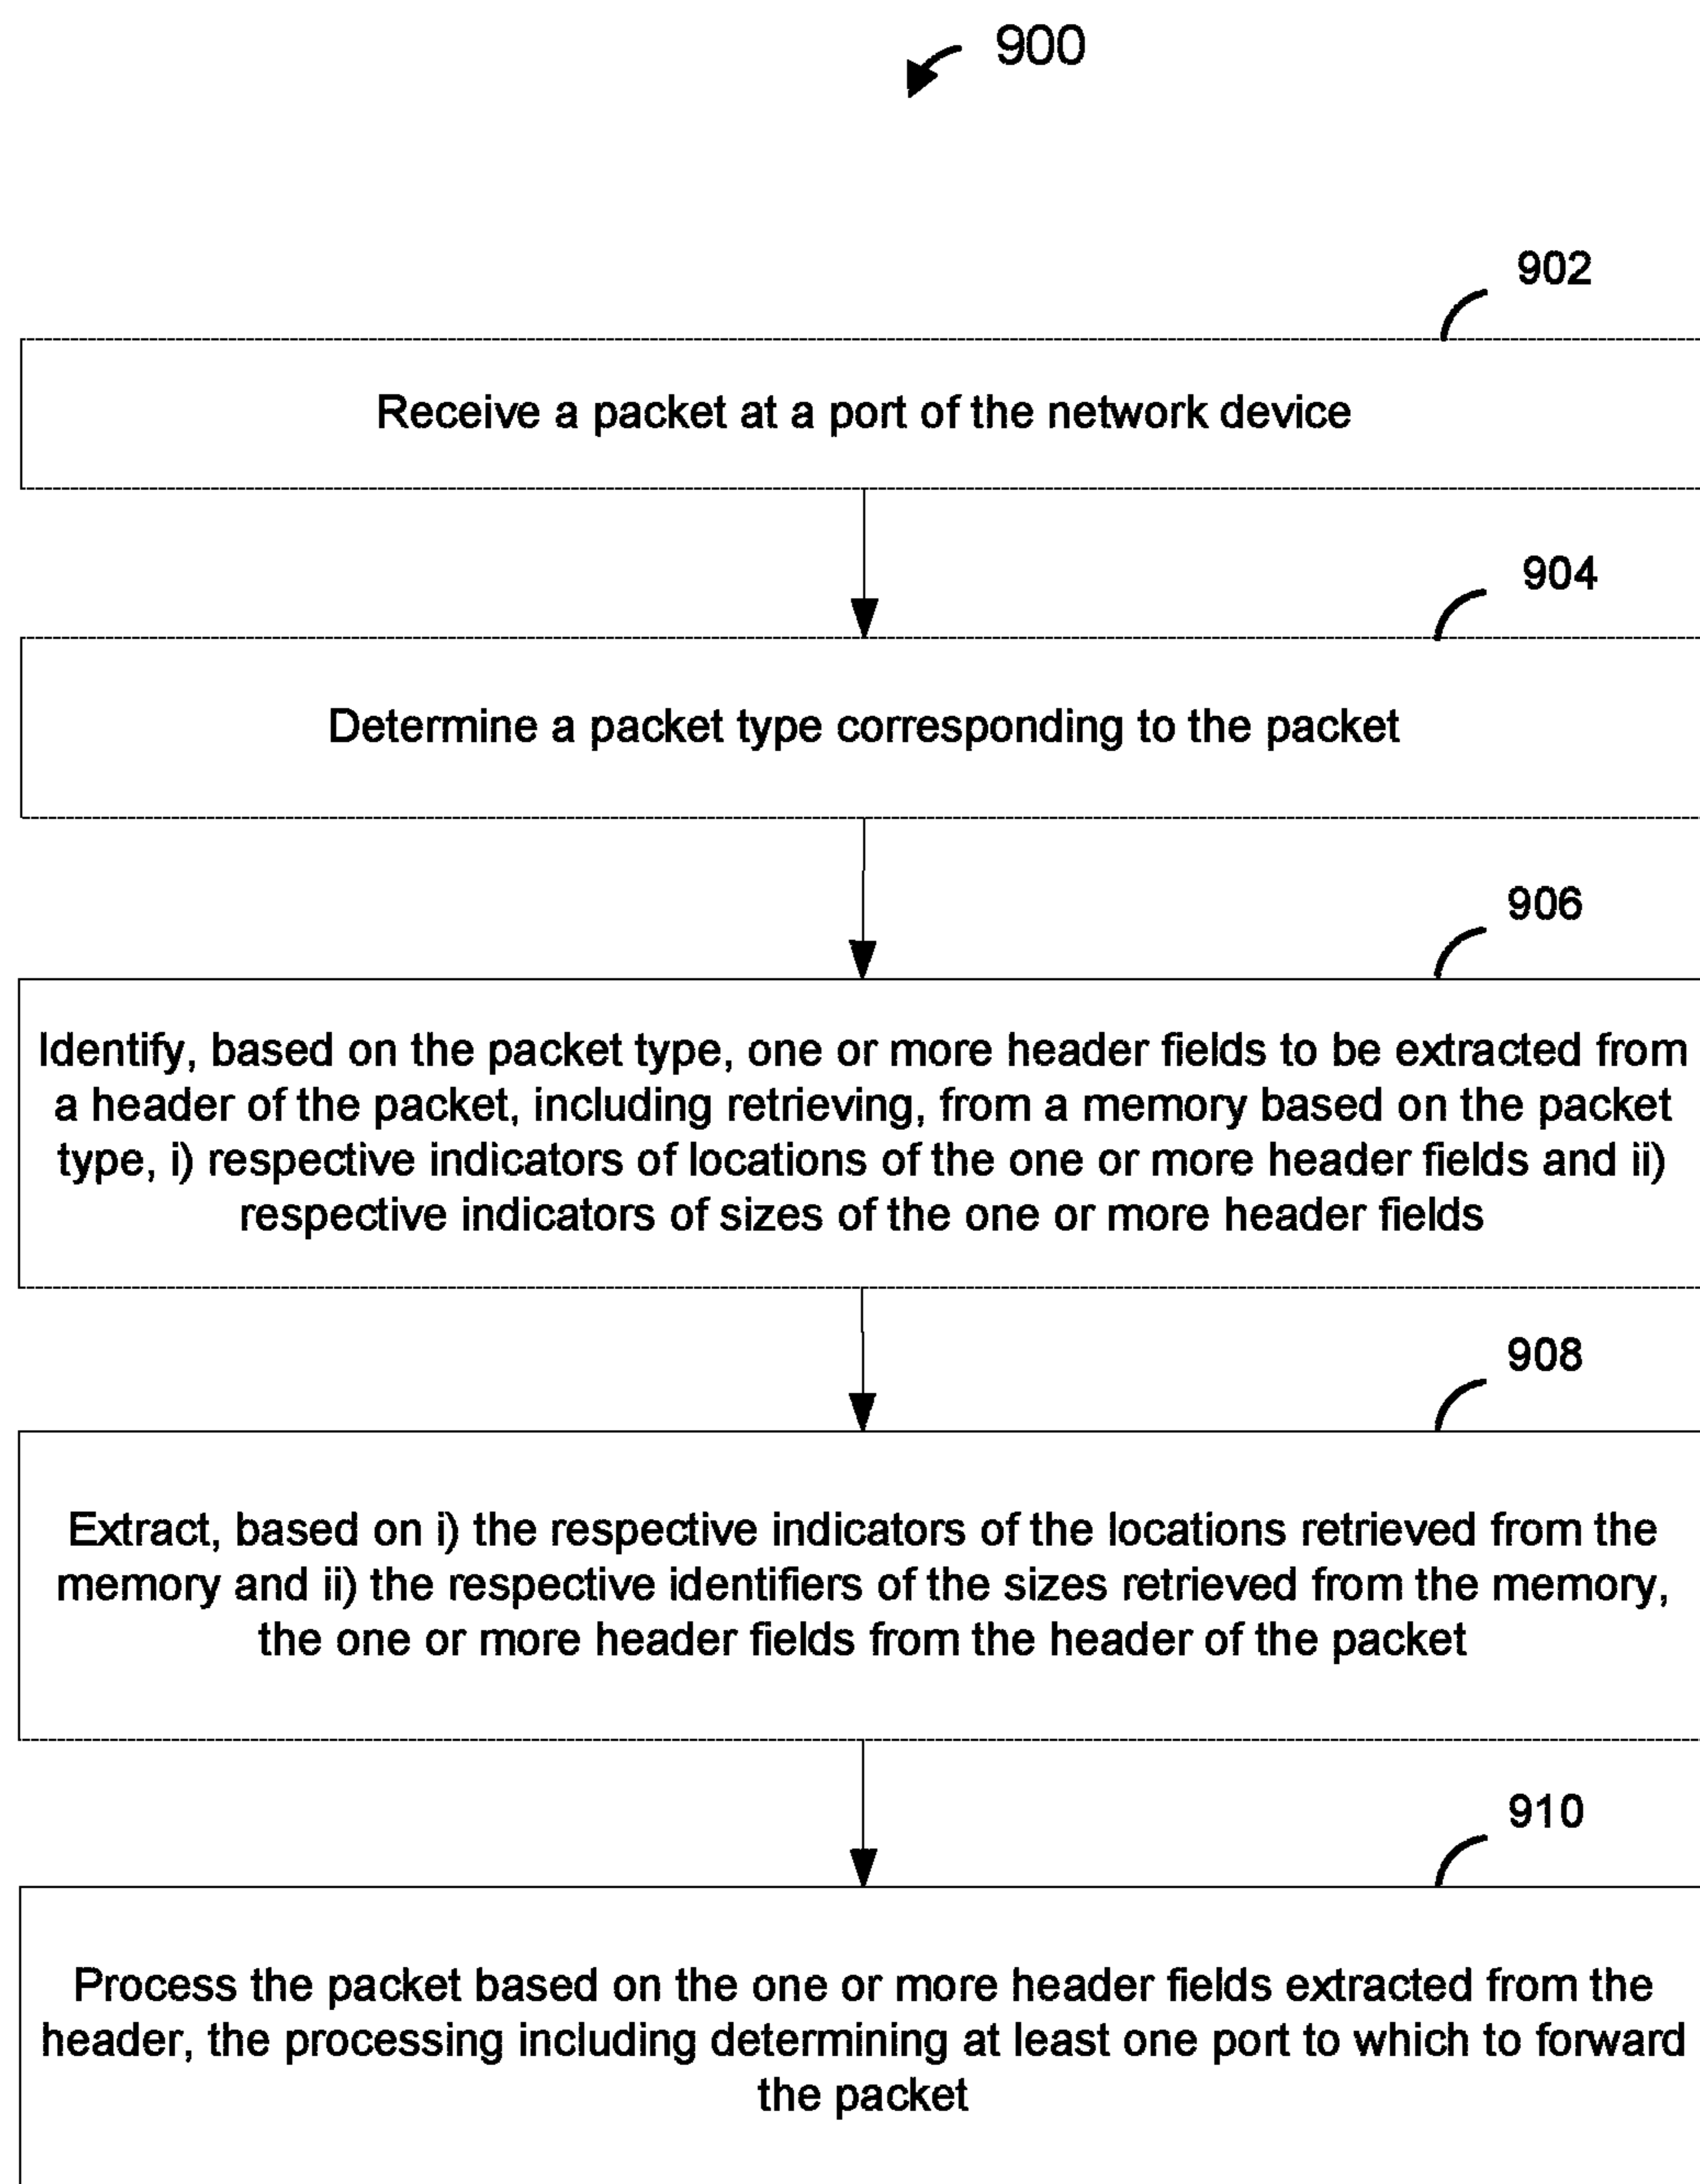 900
902
Receive a packet at a port of the network device
904
Determine a packet type corresponding to the packet
906
Identify, based on the packet type, one or more header fields to be extracted from
a header of the packet, including retrieving, from a memory based on the packet
type, i) respective indicators of locations of the one or more header fields and ii)
respective indicators of sizes of the one or more header fields
908
Extract, based on i) the respective indicators of the locations retrieved from the
memory and ii) the respective identifiers of the sizes retrieved from the memory,
the one or more header fields from the header of the packet
910
Process the packet based on the one or more header fields extracted from the
header, the processing including determining at least one port to which to forward
the packet